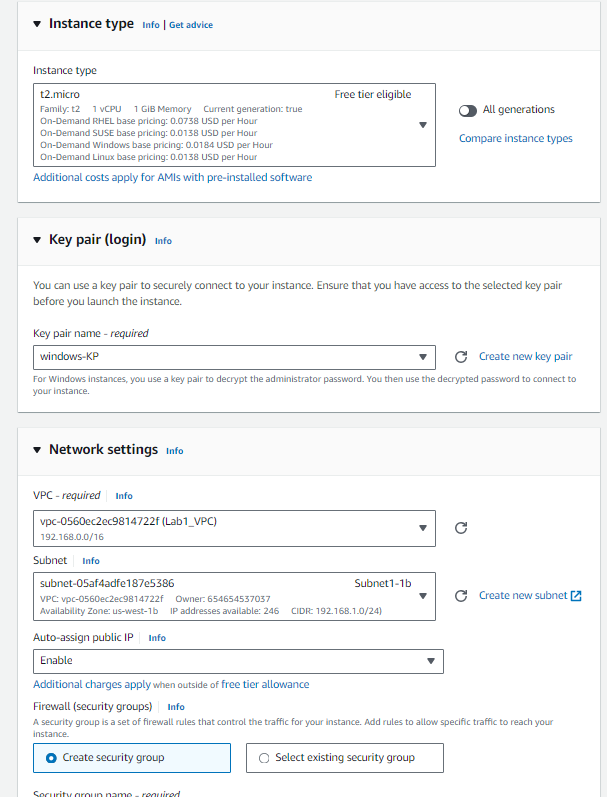 Instance type Info | Get advice
Instance type
t2.micro Free tier eligible
Family: t2 1 vCPU 1 GiB Memory Current generation: true
On-Demand RHEL base pricing: 0.0738 USD per Hour
On-Demand SUSE base pricing: 0.0138 USD per Hour
On-Demand Windows base pricing: 0.0184 USD per Hour
On-Demand Linux base pricing: 0.0138 USD per Hour
All generations
Compare instance types
Additional costs apply for AMIs with pre-installed software
Key pair (login) Info
You can use a key pair to securely connect to your instance. Ensure that you have access to the selected key pair
before you launch the instance.
Key pair name - required
windows-KP
Create new key pair
For Windows instances, you use a key pair to decrypt the administrator password. You then use the decrypted password to connect to
your instance.
Network settings Info
VPC - required Info
vpc-0560ec2ec9814722f (Lab1_VPC)
192.168.0.0/16
Subnet Info
subnet-05af4adfe187e5386 Subnet1-1b
VPC: vpc-0560ec2ec9814722f Owner: 654654537037
Availability Zone: us-west-1b IP addresses available: 246 CIDR: 192.168.1.0/24)
Create new subnet
Auto-assign public IP Info
Enable
Additional charges apply when outside of free tier allowance
Firewall (security groups) Info
A security group is a set of firewall rules that control the traffic for your instance. Add rules to allow specific traffic to reach your
instance.
Create security group
Select existing security group
Security group name - required